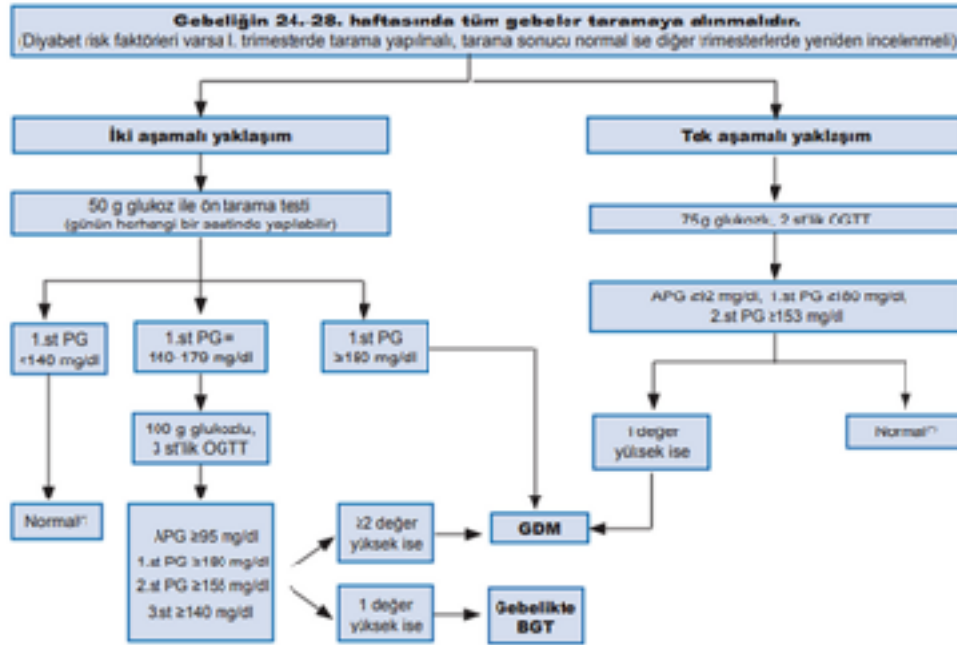 Gebeliğin 24.-28. haftasında tüm gebeler taramaya alınmalıdır.
(Diyabet risk faktörleri varsa I. trimesterde tarama yapılmalı, tarama sonucu normal ise diğer trimesterlerde yeniden incelenmeli)
İki aşamalı yaklaşım
Tek aşamalı yaklaşım
50 g glukoz ile ön tarama testi
(günün herhangi bir saatinde yapılabilir)
75 g glukozlu, 2 st'lik OGTT
APG ≥92 mg/dl, 1.st PG ≥180 mg/dl,
2.st PG ≥153 mg/dl
1.st PG
<140 mg/dl
1.st PG =
140-179 mg/dl
1.st PG
≥180 mg/dl
100 g glukozlu,
3 st'lik OGTT
1 değer
yüksek ise
Normal
Normal
APG ≥95 mg/dl
1.st PG ≥180 mg/dl
2.st PG ≥155 mg/dl
3.st ≥140 mg/dl
≥2 değer
yüksek ise
GDM
1 değer
yüksek ise
Gebelikte
BGT